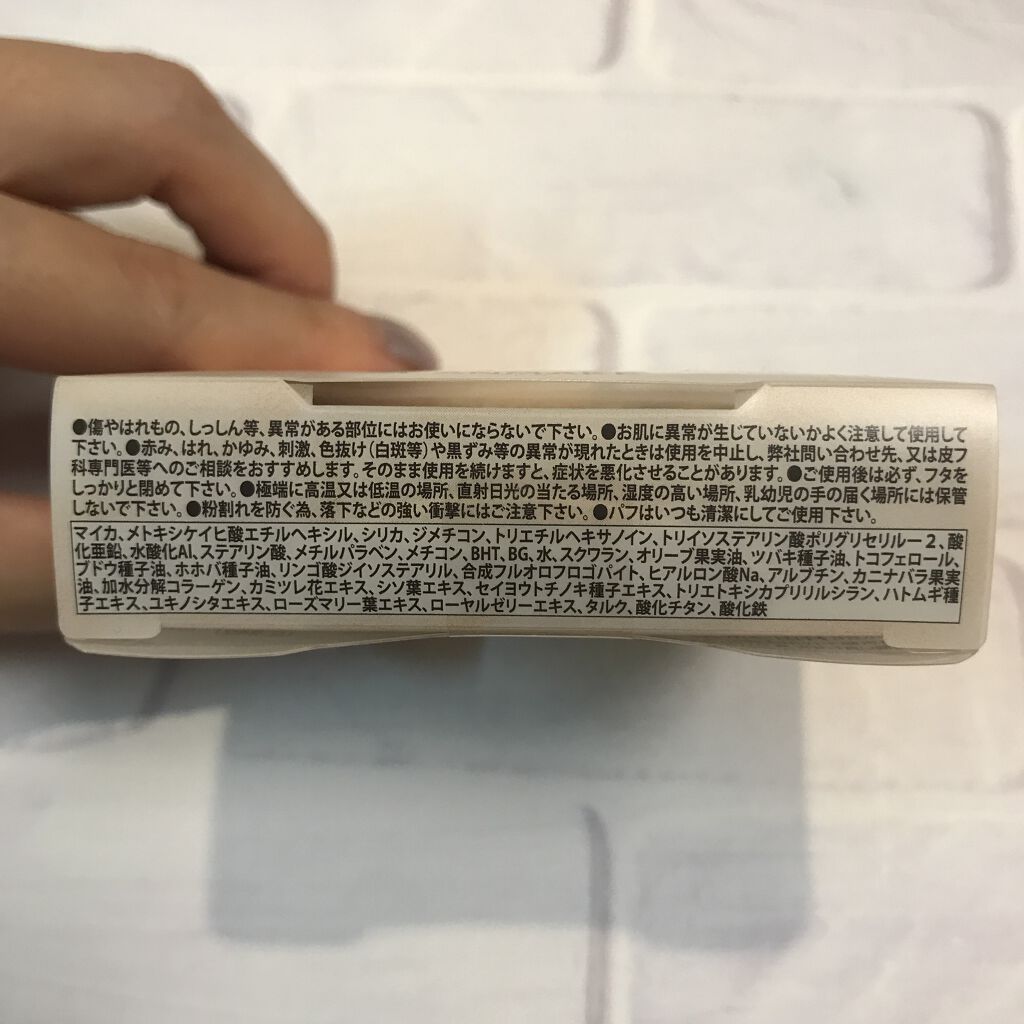 ●傷やはれもの、しっしん等、異常がある部位にはお使いにならないで下さい。●お肌に異常が生じていないかよく注意して使用して
下さい。●赤み、はれ、かゆみ、刺激、色抜け(白斑等)や黒ずみ等の異常が現れたときは使用を中止し、弊社問い合わせ先、又は皮フ
科専門医等へのご相談をおすすめします。そのまま使用を続けますと、症状を悪化させることがあります。●ご使用後は必ず、フタを
しっかりと閉めて下さい。●極端に高温又は低温の場所、直射日光の当たる場所、湿度の高い場所、乳幼児の手の届く場所には保管
しないで下さい。●粉割れを防ぐ為、落下などの強い衝撃にはご注意下さい。●パフはいつも清潔にしてご使用下さい。
マイカ、メトキシケイヒ酸エチルヘキシル、シリカ、ジメチコン、トリエチルヘキサノイン、トリイソステアリン酸ポリグリセリルー2、酸
化亜鉛、水酸化Al、ステアリン酸、メチルパラベン、メチコン、BHT、BG、水、スクワラン、オリーブ果実油、ツバキ種子油、トコフェロール、
ブドウ種子油、ホホバ種子油、リンゴ酸ジイソステアリル、合成フルオロフロゴパイト、ヒアルロン酸Na、アルブチン、カニナバラ果実
油、加水分解コラーゲン、カミツレ花エキス、シソ葉エキス、セイヨウトチノキ種子エキス、トリエトキシカプリリルシラン、ハトムギ種
子エキス、ユキノシタエキス、ローズマリー葉エキス、ローヤルゼリーエキス、タルク、酸化チタン、酸化鉄